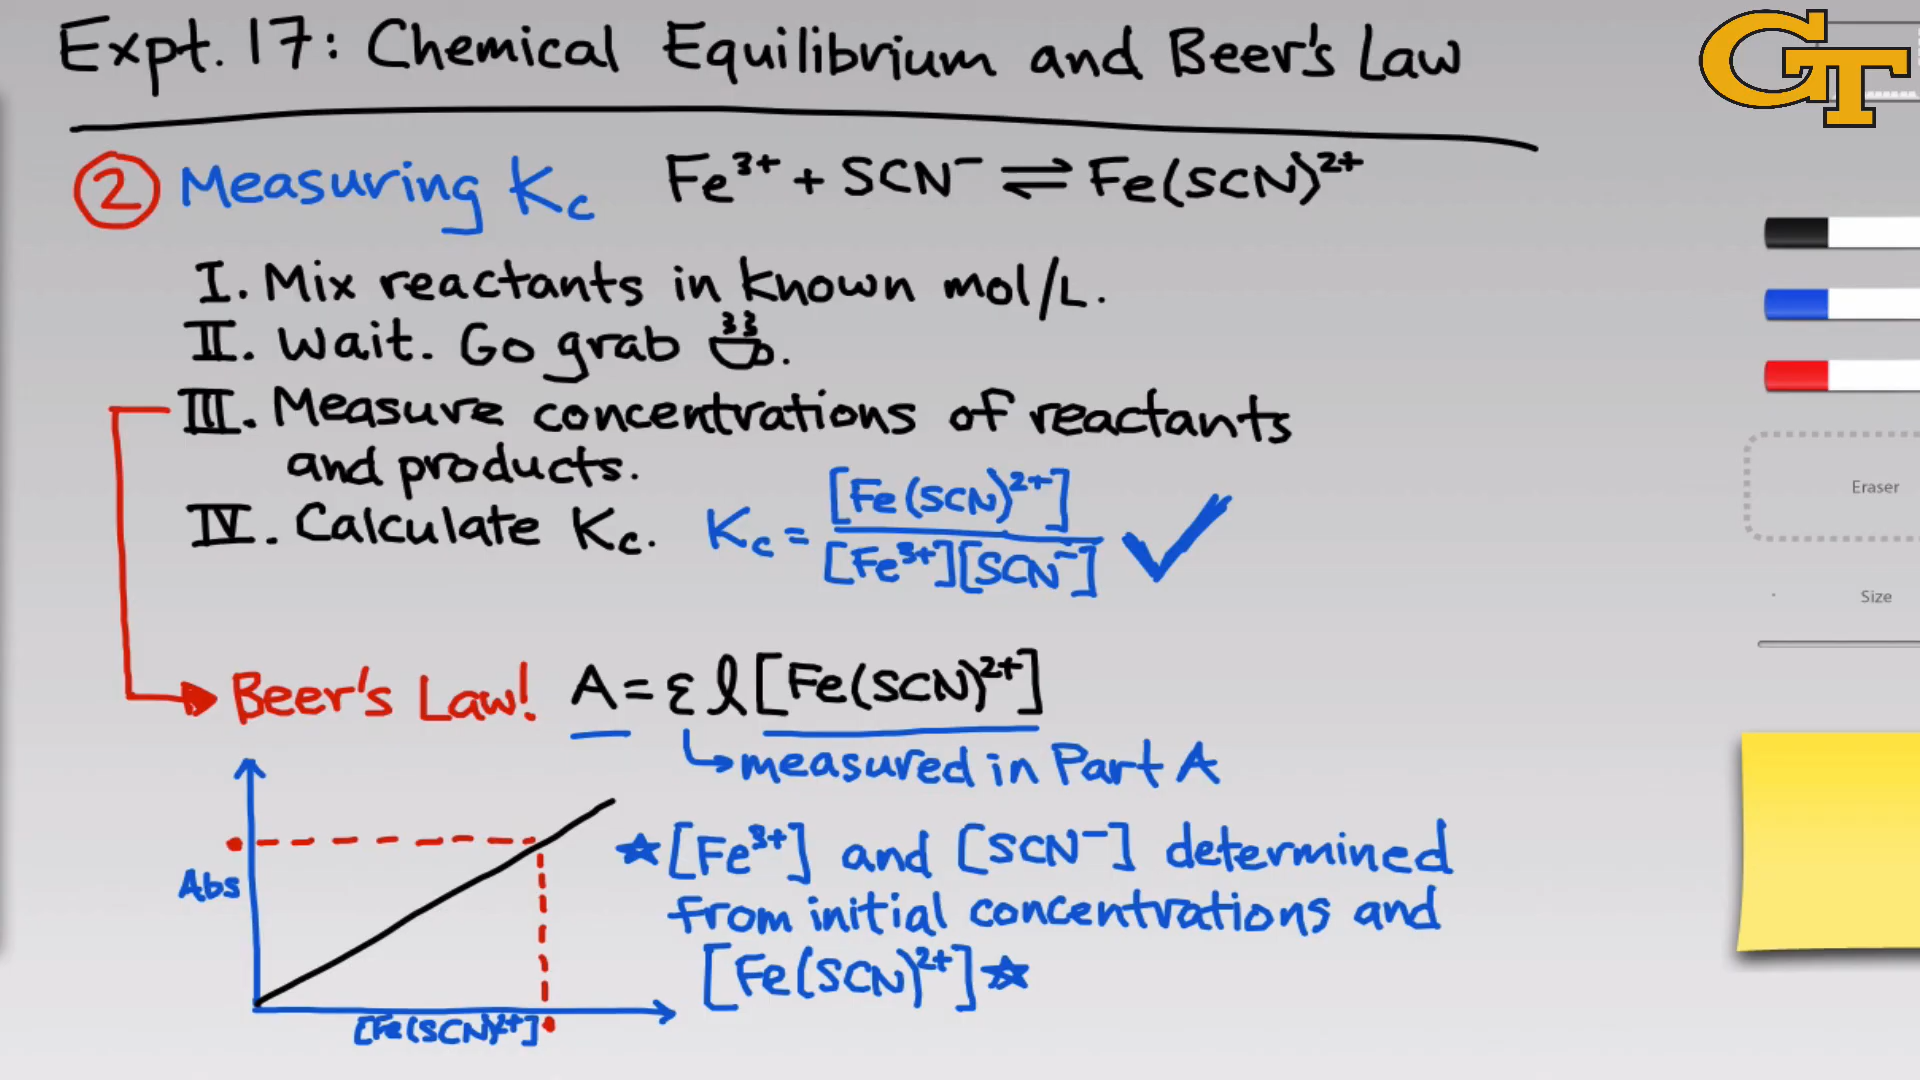 Expt. 17: Chemical Equilibrium and Beer's Law
GT
② Measuring Kc Fe³⁺ + SCN⁻ ⇌ Fe(SCN)²⁺
I. Mix reactants in known mol/L.
II. Wait. Go grab .
III. Measure concentrations of reactants
and products.
IV. Calculate Kc. Kc = [Fe(SCN)²⁺] / [Fe³⁺][SCN⁻] ✓
Eraser
Size
Beer's Law! A = ε l [Fe(SCN)²⁺]
measured in Part A
Abs
☆ [Fe³⁺] and [SCN⁻] determined
from initial concentrations and
[Fe(SCN)²⁺] ☆
[Fe(SCN)²⁺]